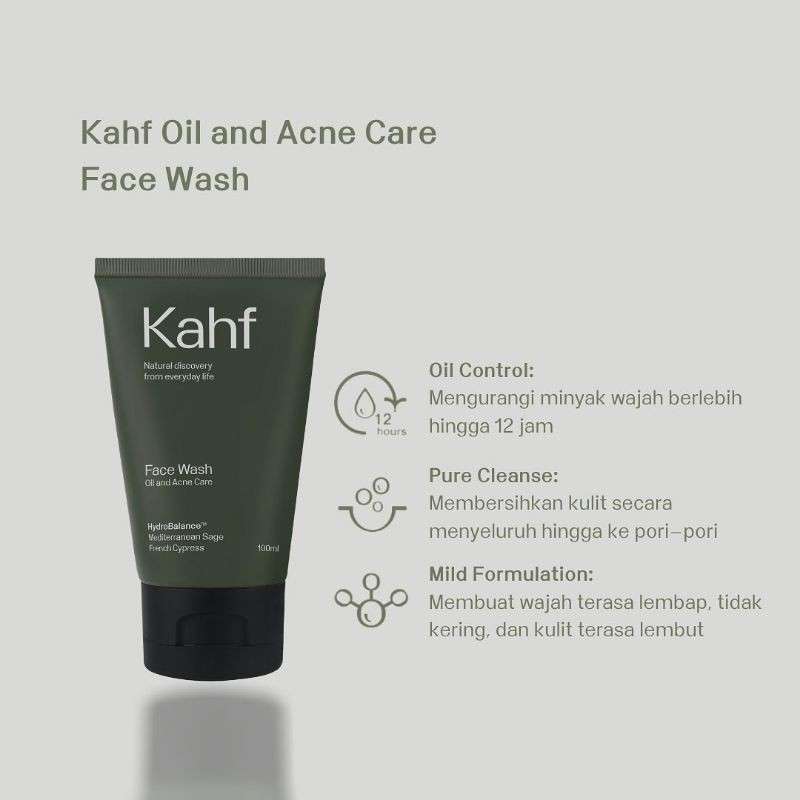 Kahf Oil and Acne Care
Face Wash
Kahf
Natural discovery
from everyday life
Face Wash
Oil and Acne Care
HydroBalance™
Mediterranean Sage
French Cypress
100ml
12
hours
Oil Control:
Mengurangi minyak wajah berlebih
hingga 12 jam
Pure Cleanse:
Membersihkan kulit secara
menyeluruh hingga ke pori-pori
Mild Formulation:
Membuat wajah terasa lembap, tidak
kering, dan kulit terasa lembut